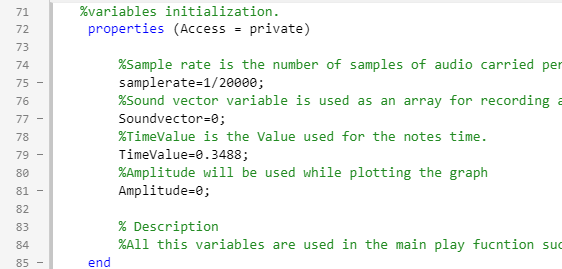 71 %variables initialization.
72 properties (Access = private)
73
74 %Sample rate is the number of samples of audio carried per
75 – samplerate=1/20000;
76 %Sound vector variable is used as an array for recording a
77 – Soundvector=0;
78 %TimeValue is the Value used for the notes time.
79 – TimeValue=0.3488;
80 %Amplitude will be used while plotting the graph
81 – Amplitude=0;
82
83 % Description
84 %All this variables are used in the main play fucntion suc
85 – end